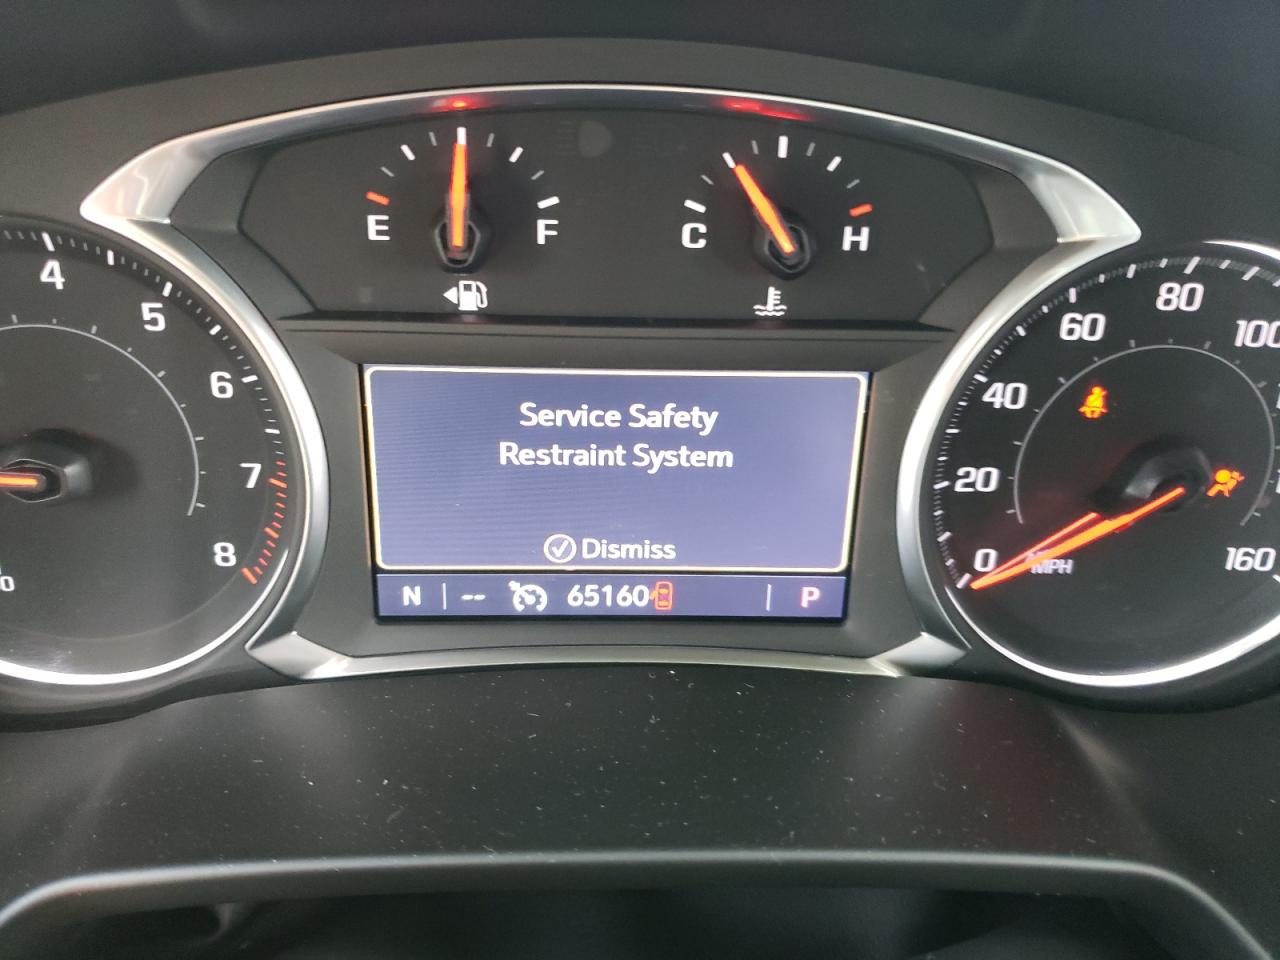 E F
C H
4
5
6
7
8
0
20
40
60
80
100
160
MPH
Service Safety
Restraint System
Dismiss
N -- 65160 P